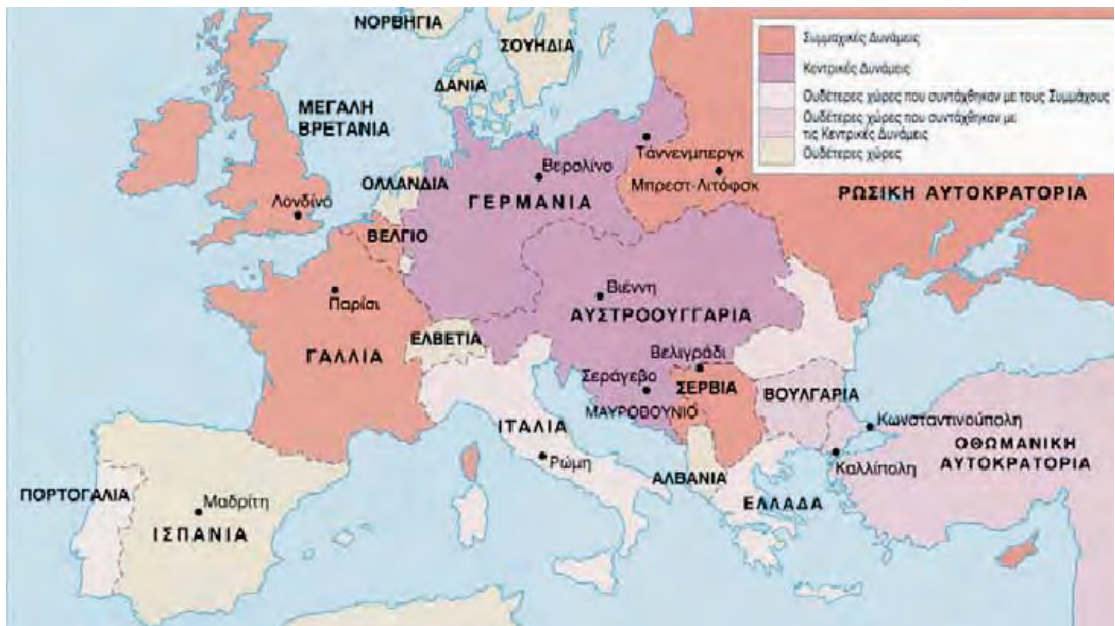 ΝΟΡΒΗΓΙΑ
ΣΟΥΗΔΙΑ
ΔΑΝΙΑ
ΜΕΓΑΛΗ
ΒΡΕΤΑΝΙΑ
Λονδίνο
ΟΛΛΑΝΔΙΑ
ΒΕΛΓΙΟ
Βερολίνο
ΓΕΡΜΑΝΙΑ
Τάννενμπεργκ
Μπρεστ-Λιτόφσκ
ΡΩΣΙΚΗ ΑΥΤΟΚΡΑΤΟΡΙΑ
Παρίσι
ΓΑΛΛΙΑ
ΕΛΒΕΤΙΑ
Βιέννη
ΑΥΣΤΡΟΟΥΓΓΑΡΙΑ
Βελιγράδι
Σεράγεβο
ΣΕΡΒΙΑ
ΜΑΥΡΟΒΟΥΝΙΟ
ΒΟΥΛΓΑΡΙΑ
ΙΤΑΛΙΑ
Ρώμη
ΑΛΒΑΝΙΑ
ΕΛΛΑΔΑ
Κωνσταντινούπολη
Καλλίπολη
ΟΘΩΜΑΝΙΚΗ
ΑΥΤΟΚΡΑΤΟΡΙΑ
ΠΟΡΤΟΓΑΛΙΑ
Μαδρίτη
ΙΣΠΑΝΙΑ
Συμμαχικές Δυνάμεις
Κεντρικές Δυνάμεις
Ουδέτερες χώρες που συντάχθηκαν με τους Συμμάχους
Ουδέτερες χώρες που συντάχθηκαν με
τις Κεντρικές Δυνάμεις
Ουδέτερες χώρες